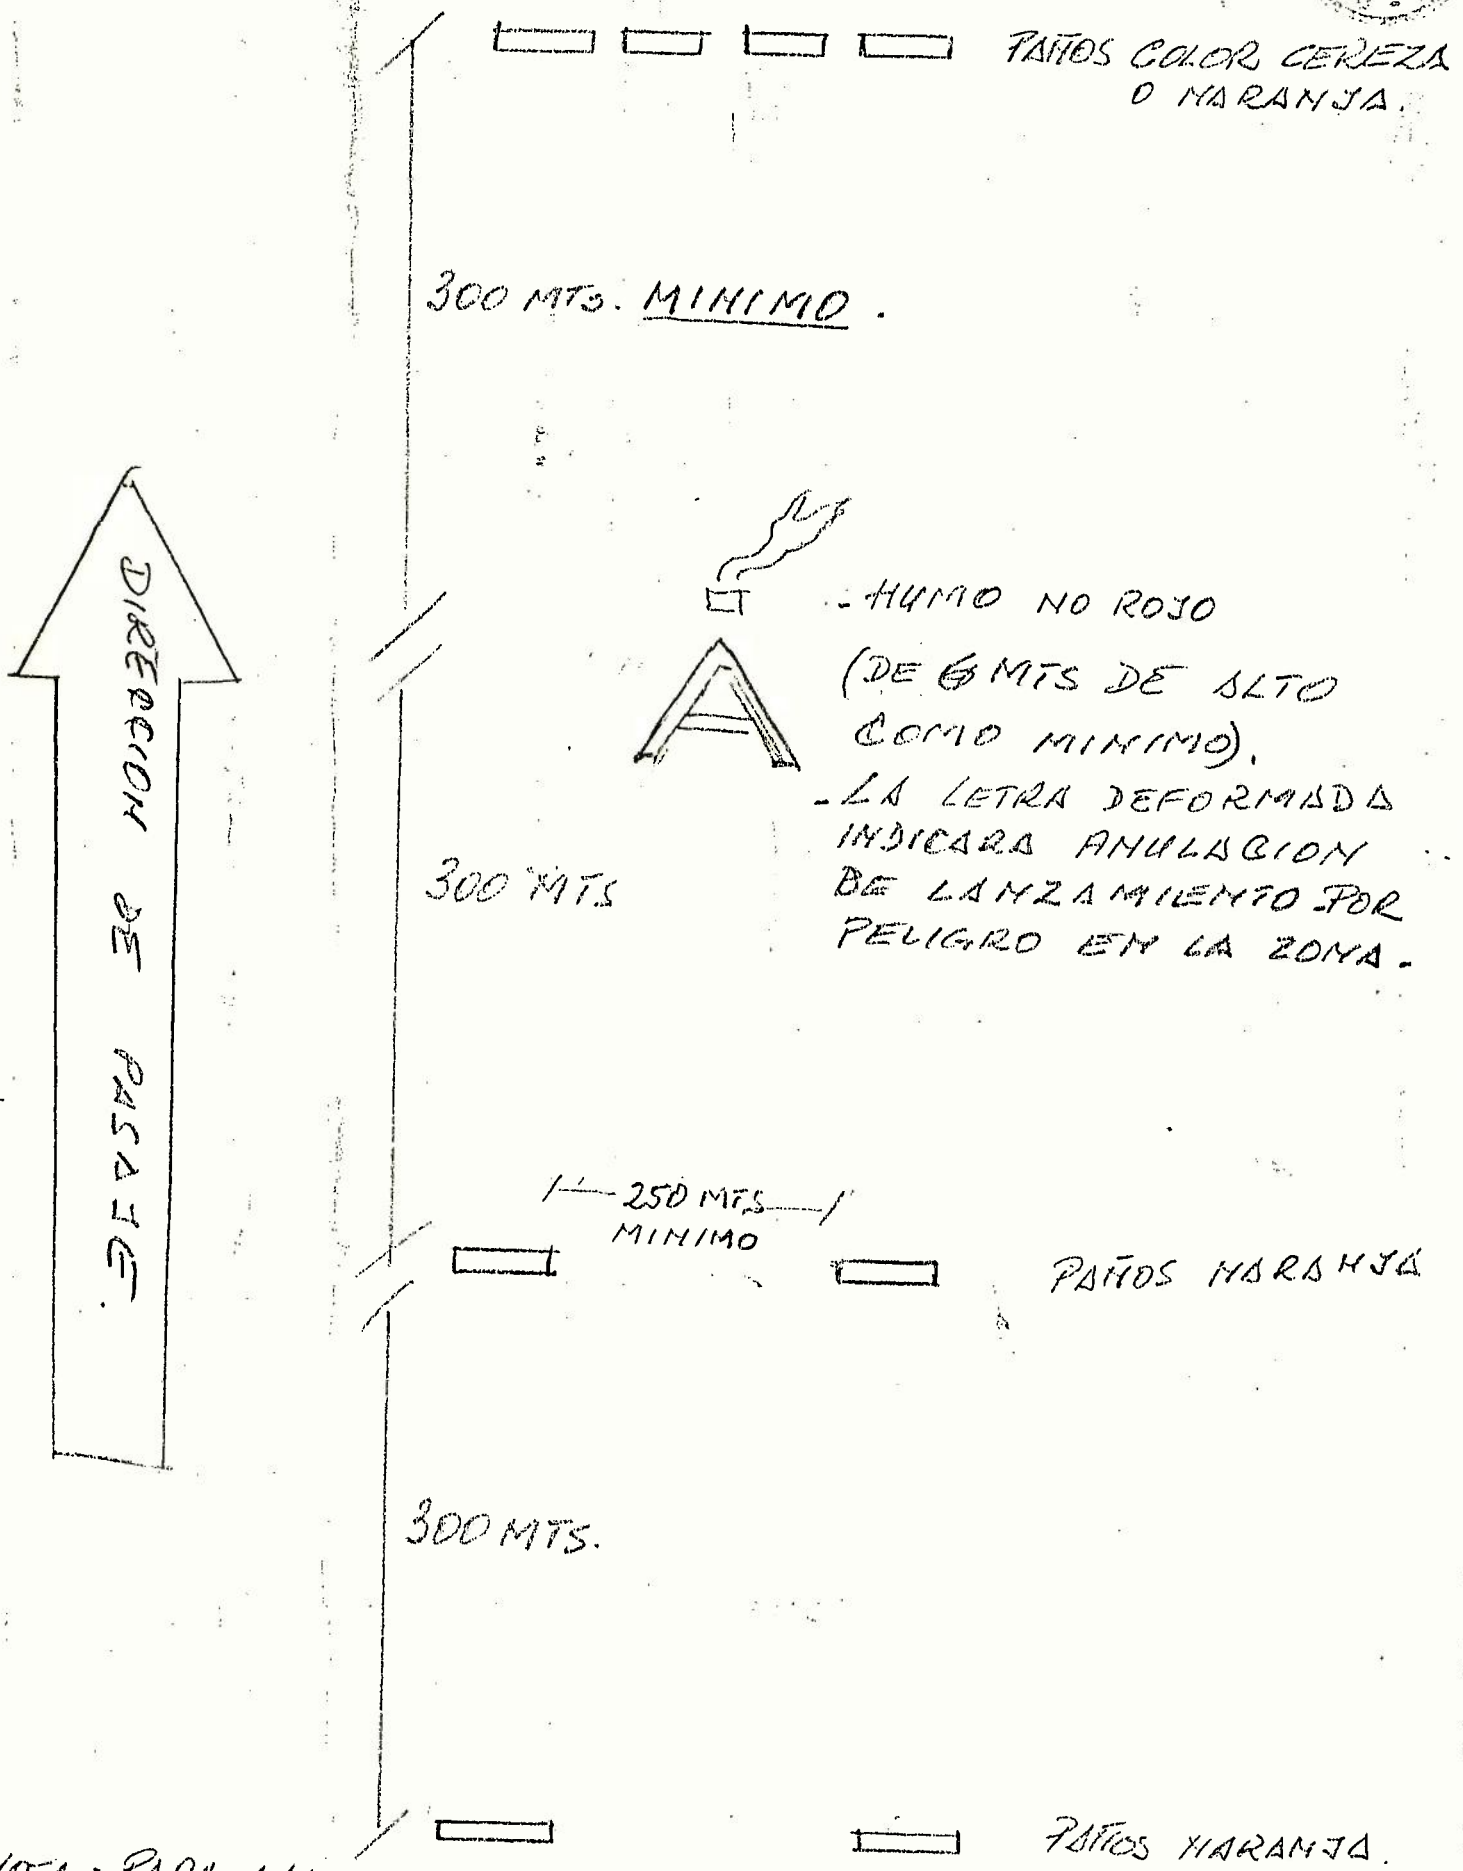 PAÑOS COLOR CEREZA
O NARANJA.
300 MTS. MINIMO.
A
- HUMO NO ROJO
(DE 6 MTS DE ALTO
COMO MINIMO).
- LA LETRA DEFORMADA
INDICARA ANULACION
DE LANZAMIENTO POR
PELIGRO EN LA ZONA.
DIRECCION DE PASAJE.
300 MTS
250 MTS
MINIMO
PAÑOS NARANJA
300 MTS.
PAÑOS NARANJA.
PARA